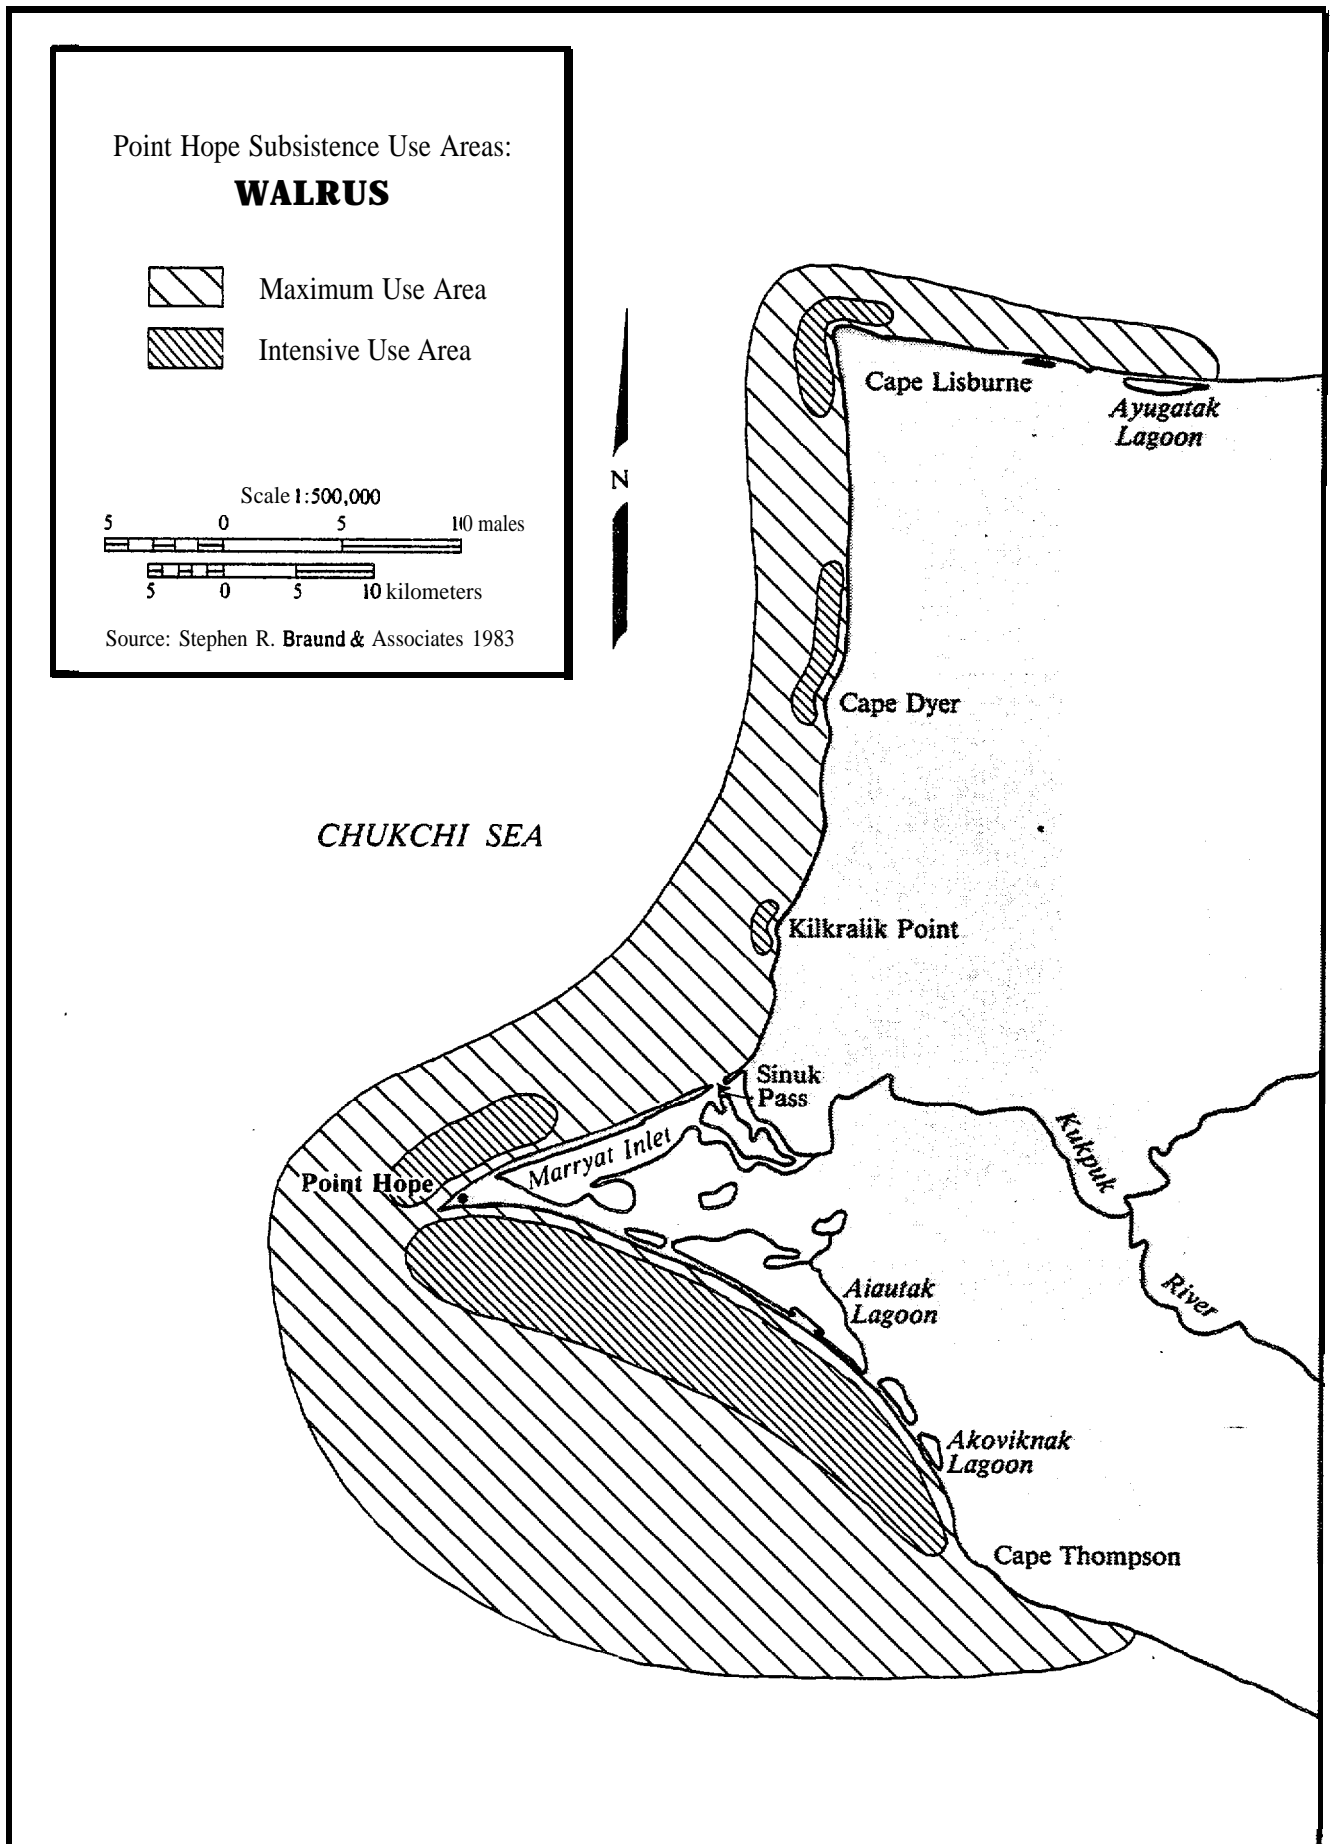 Point Hope Subsistence Use Areas:
WALRUS
Maximum Use Area
Intensive Use Area
Scale 1:500,000
5 0 5 10 males
5 0 5 10 kilometers
Source: Stephen R. Braund & Associates 1983
N
Cape Lisburne
Ayugatak
Lagoon
Cape Dyer
CHUKCHI SEA
Kilkralik Point
Sinuk
Pass
Marryat Inlet
Kukpuk
Point Hope
River
Aiautak
Lagoon
Akoviknak
Lagoon
Cape Thompson